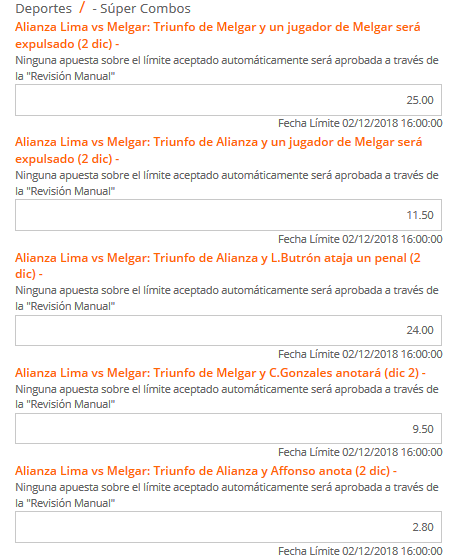 Deportes / - Súper Combos
Alianza Lima vs Melgar: Triunfo de Melgar y un jugador de Melgar será
expulsado (2 dic) -
Ninguna apuesta sobre el límite aceptado automáticamente será aprobada a través de
la "Revisión Manual"
25.00
Fecha Límite 02/12/2018 16:00:00
Alianza Lima vs Melgar: Triunfo de Alianza y un jugador de Melgar será
expulsado (2 dic) -
Ninguna apuesta sobre el límite aceptado automáticamente será aprobada a través de
la "Revisión Manual"
11.50
Fecha Límite 02/12/2018 16:00:00
Alianza Lima vs Melgar: Triunfo de Alianza y L.Butrón ataja un penal (2
dic) -
Ninguna apuesta sobre el límite aceptado automáticamente será aprobada a través de
la "Revisión Manual"
24.00
Fecha Límite 02/12/2018 16:00:00
Alianza Lima vs Melgar: Triunfo de Melgar y C.Gonzales anotará (dic 2) -
Ninguna apuesta sobre el límite aceptado automáticamente será aprobada a través de
la "Revisión Manual"
9.50
Fecha Límite 02/12/2018 16:00:00
Alianza Lima vs Melgar: Triunfo de Alianza y Affonso anota (2 dic) -
Ninguna apuesta sobre el límite aceptado automáticamente será aprobada a través de
la "Revisión Manual"
2.80
Fecha Límite 02/12/2018 16:00:00